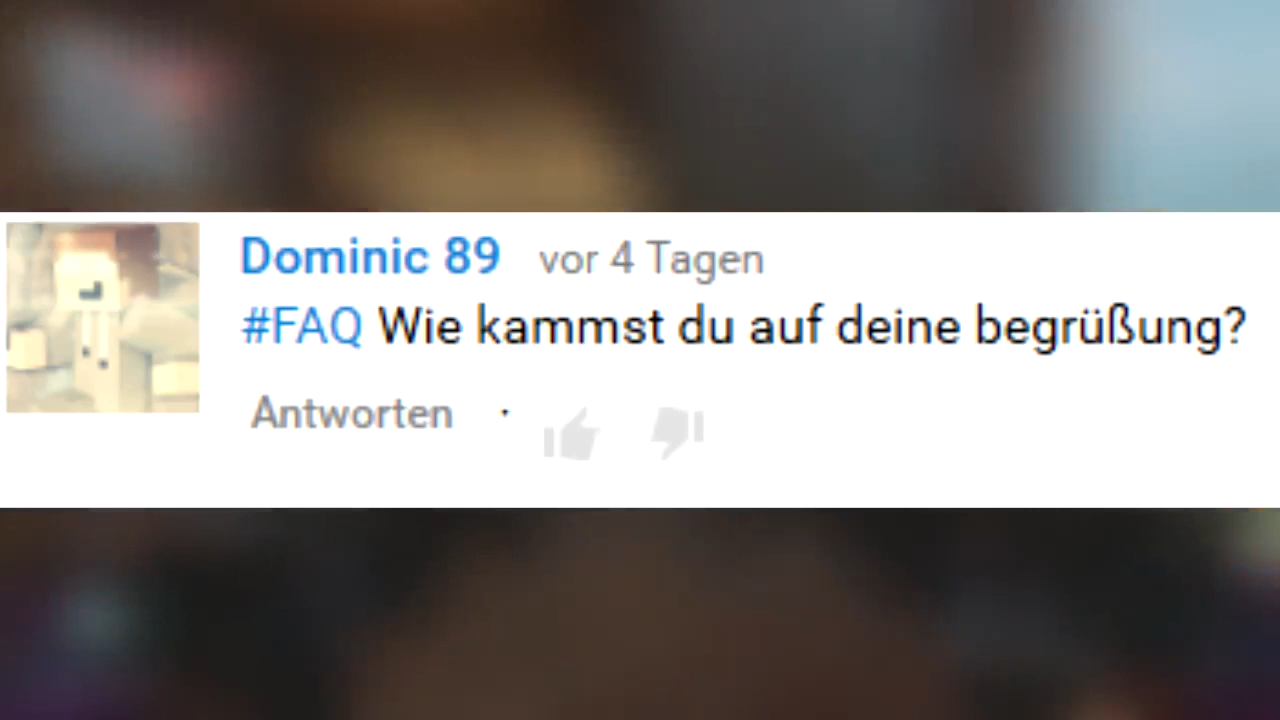 Dominic 89 vor 4 Tagen
#FAQ Wie kammst du auf deine begrüßung?
Antworten ·